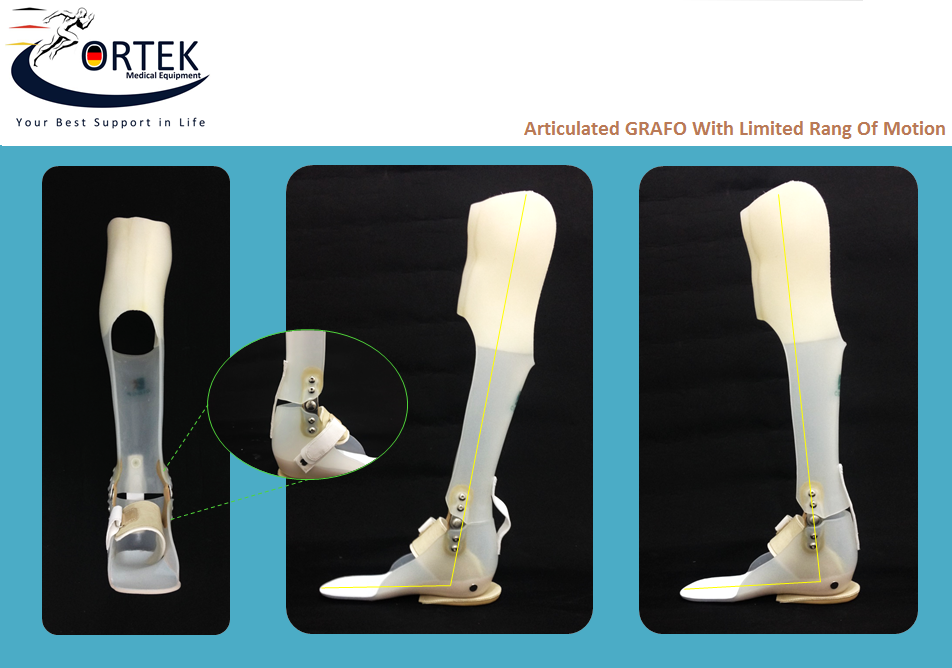 ORTEK
Medical Equipment
Your Best Support in Life
Articulated GRAFO With Limited Rang Of Motion